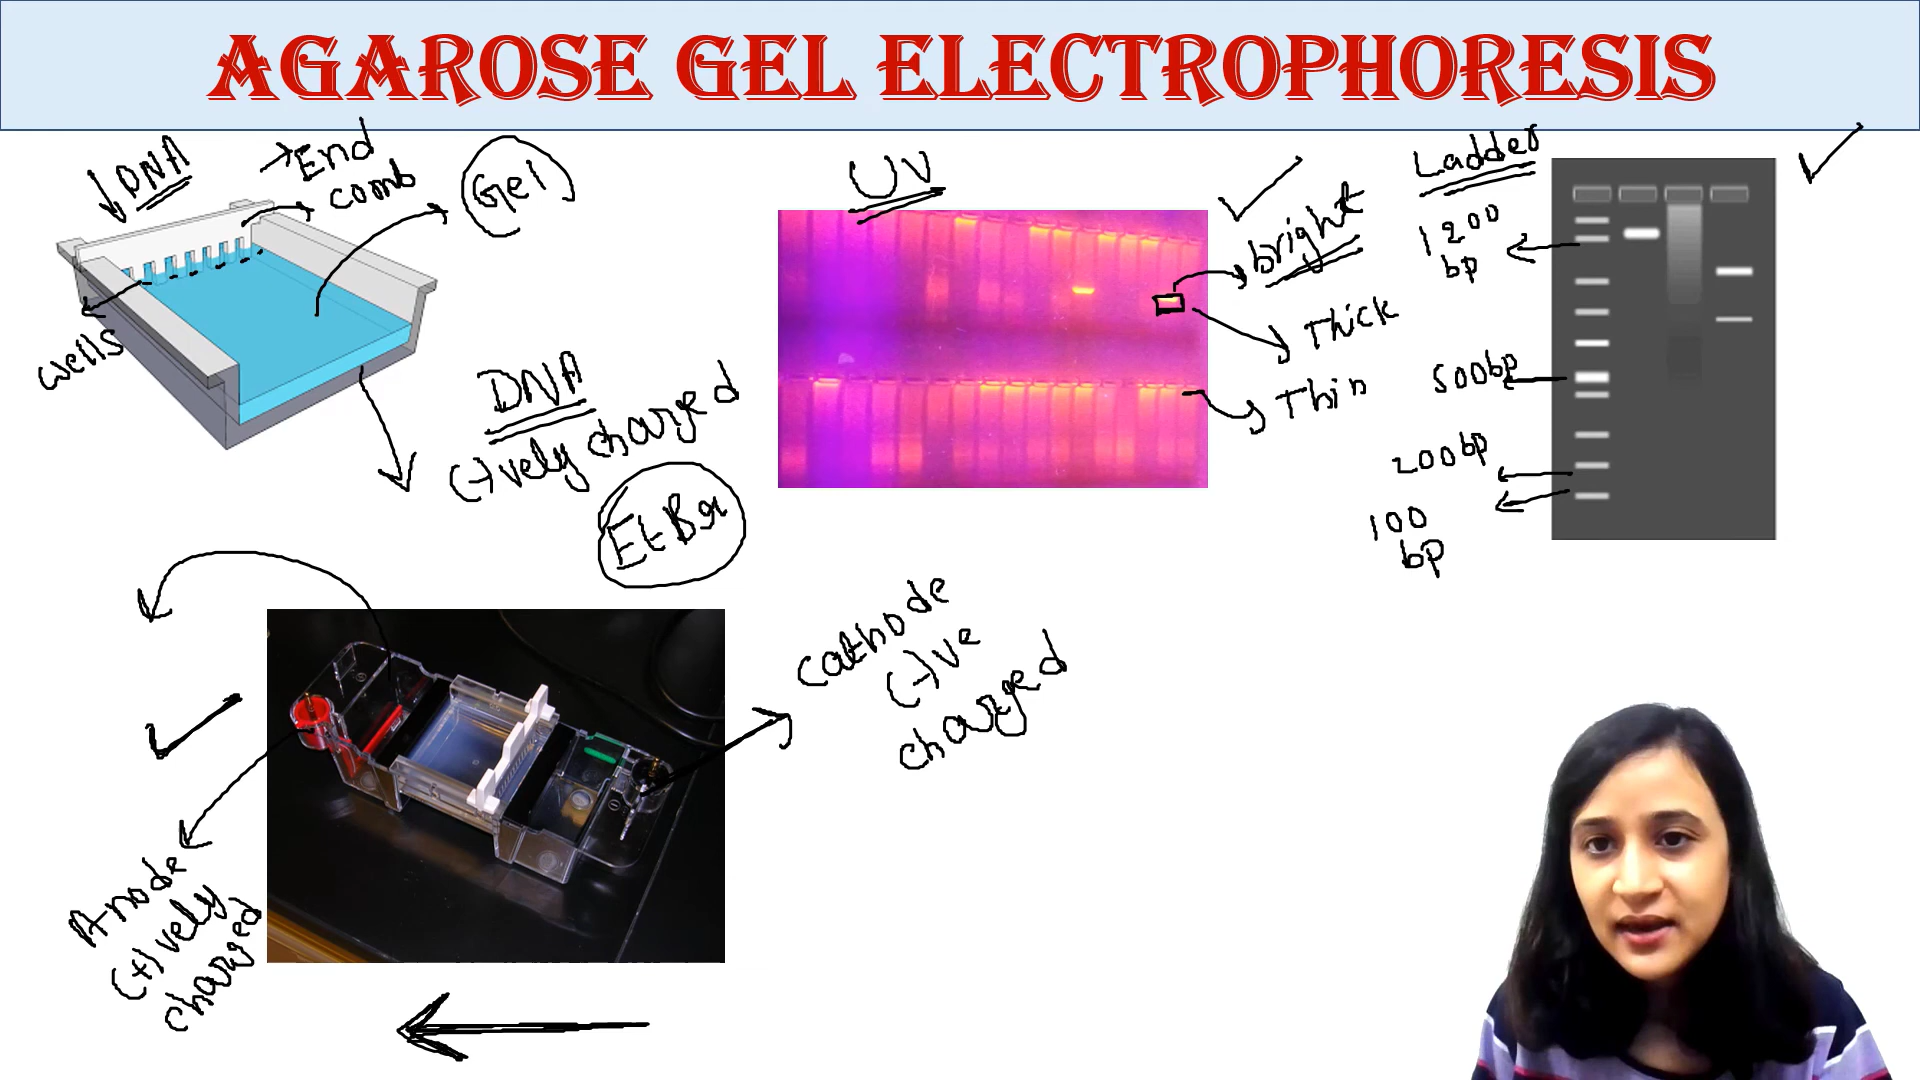 AGAROSE GEL ELECTROPHORESIS
DNA
End
comb
Gel
wells
DNA
(-)vely charged
EtBr
UV
bright
Thick
Thin
Ladder
1200
bp
500bp
200bp
100
bp
Cathode
(-)ve
charged
Anode
(+)vely
charged